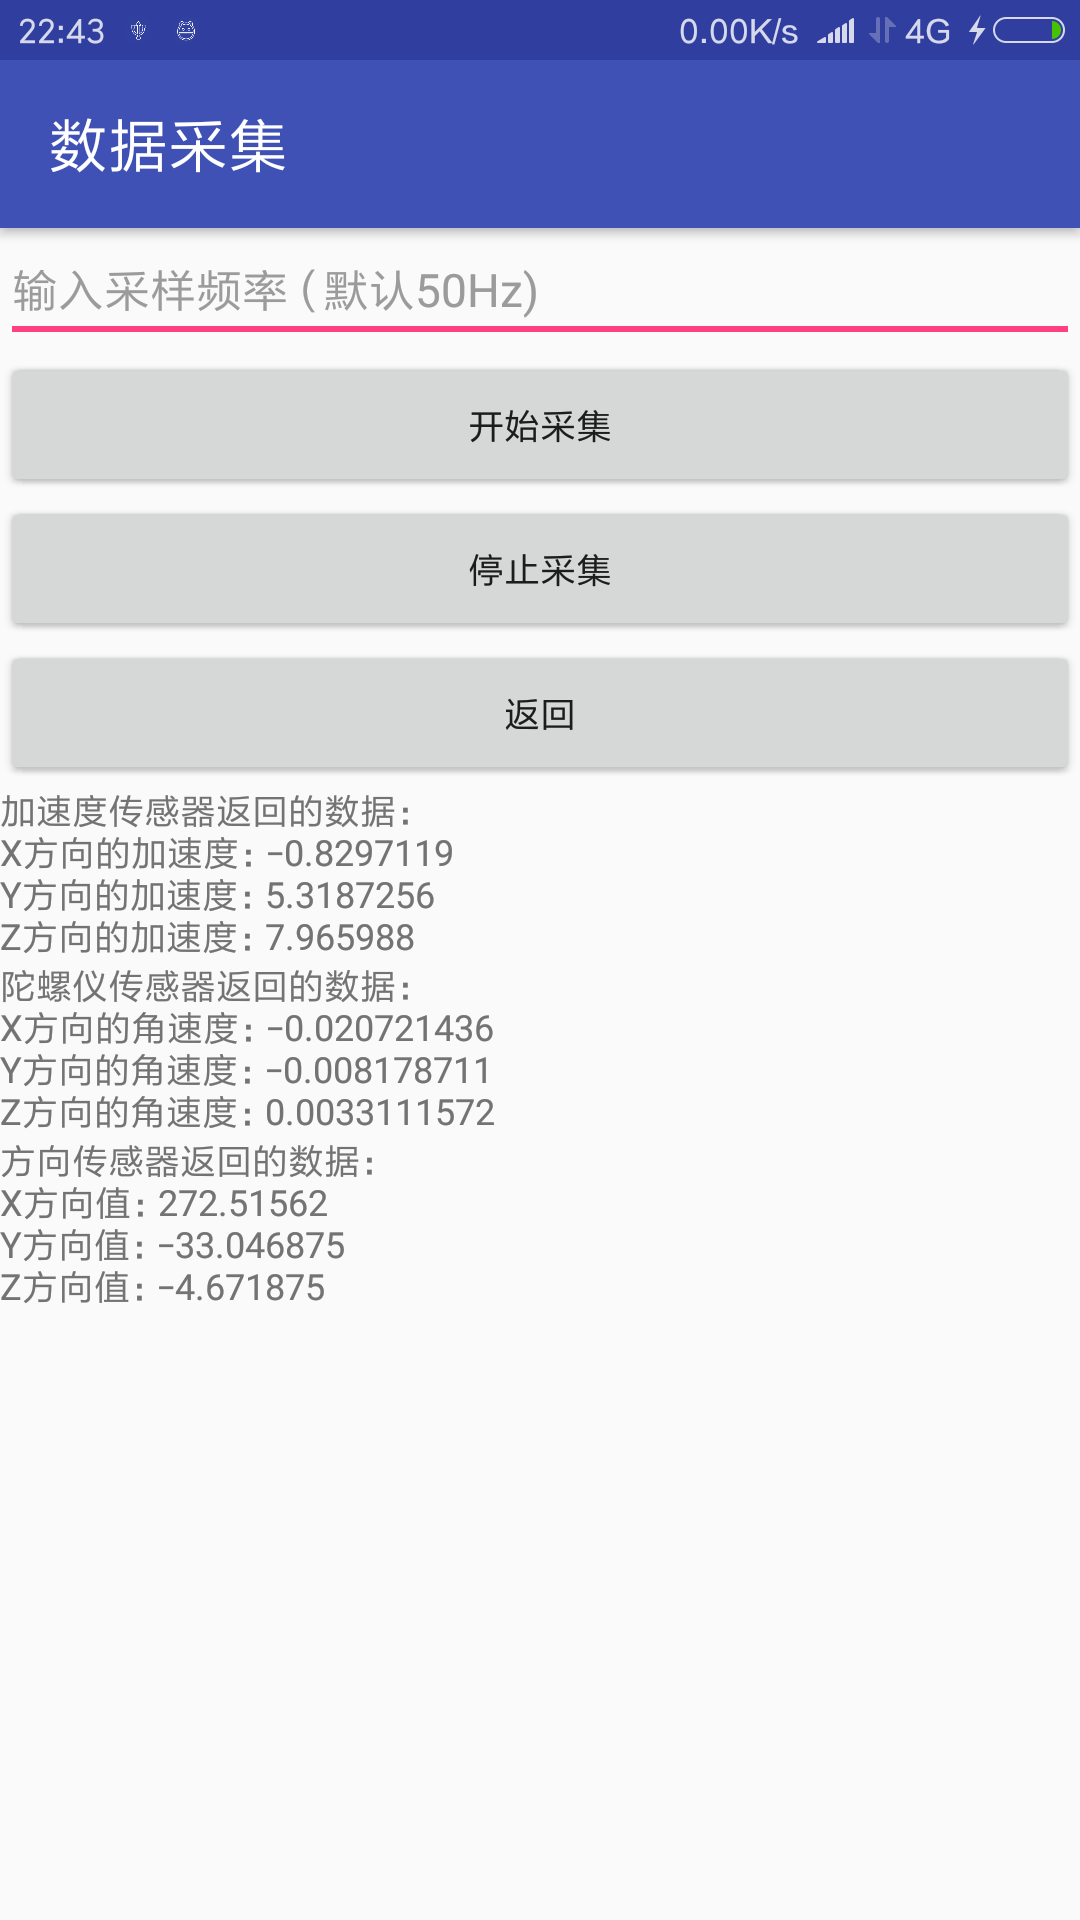 22:43 0.00K/s 4G
数据采集
输入采样频率(默认50Hz)
开始采集
停止采集
返回
加速度传感器返回的数据:
X方向的加速度: -0.8297119
Y方向的加速度: 5.3187256
Z方向的加速度: 7.965988
陀螺仪传感器返回的数据:
X方向的角速度: -0.020721436
Y方向的角速度: -0.008178711
Z方向的角速度: 0.0033111572
方向传感器返回的数据:
X方向值: 272.51562
Y方向值: -33.046875
Z方向值: -4.671875